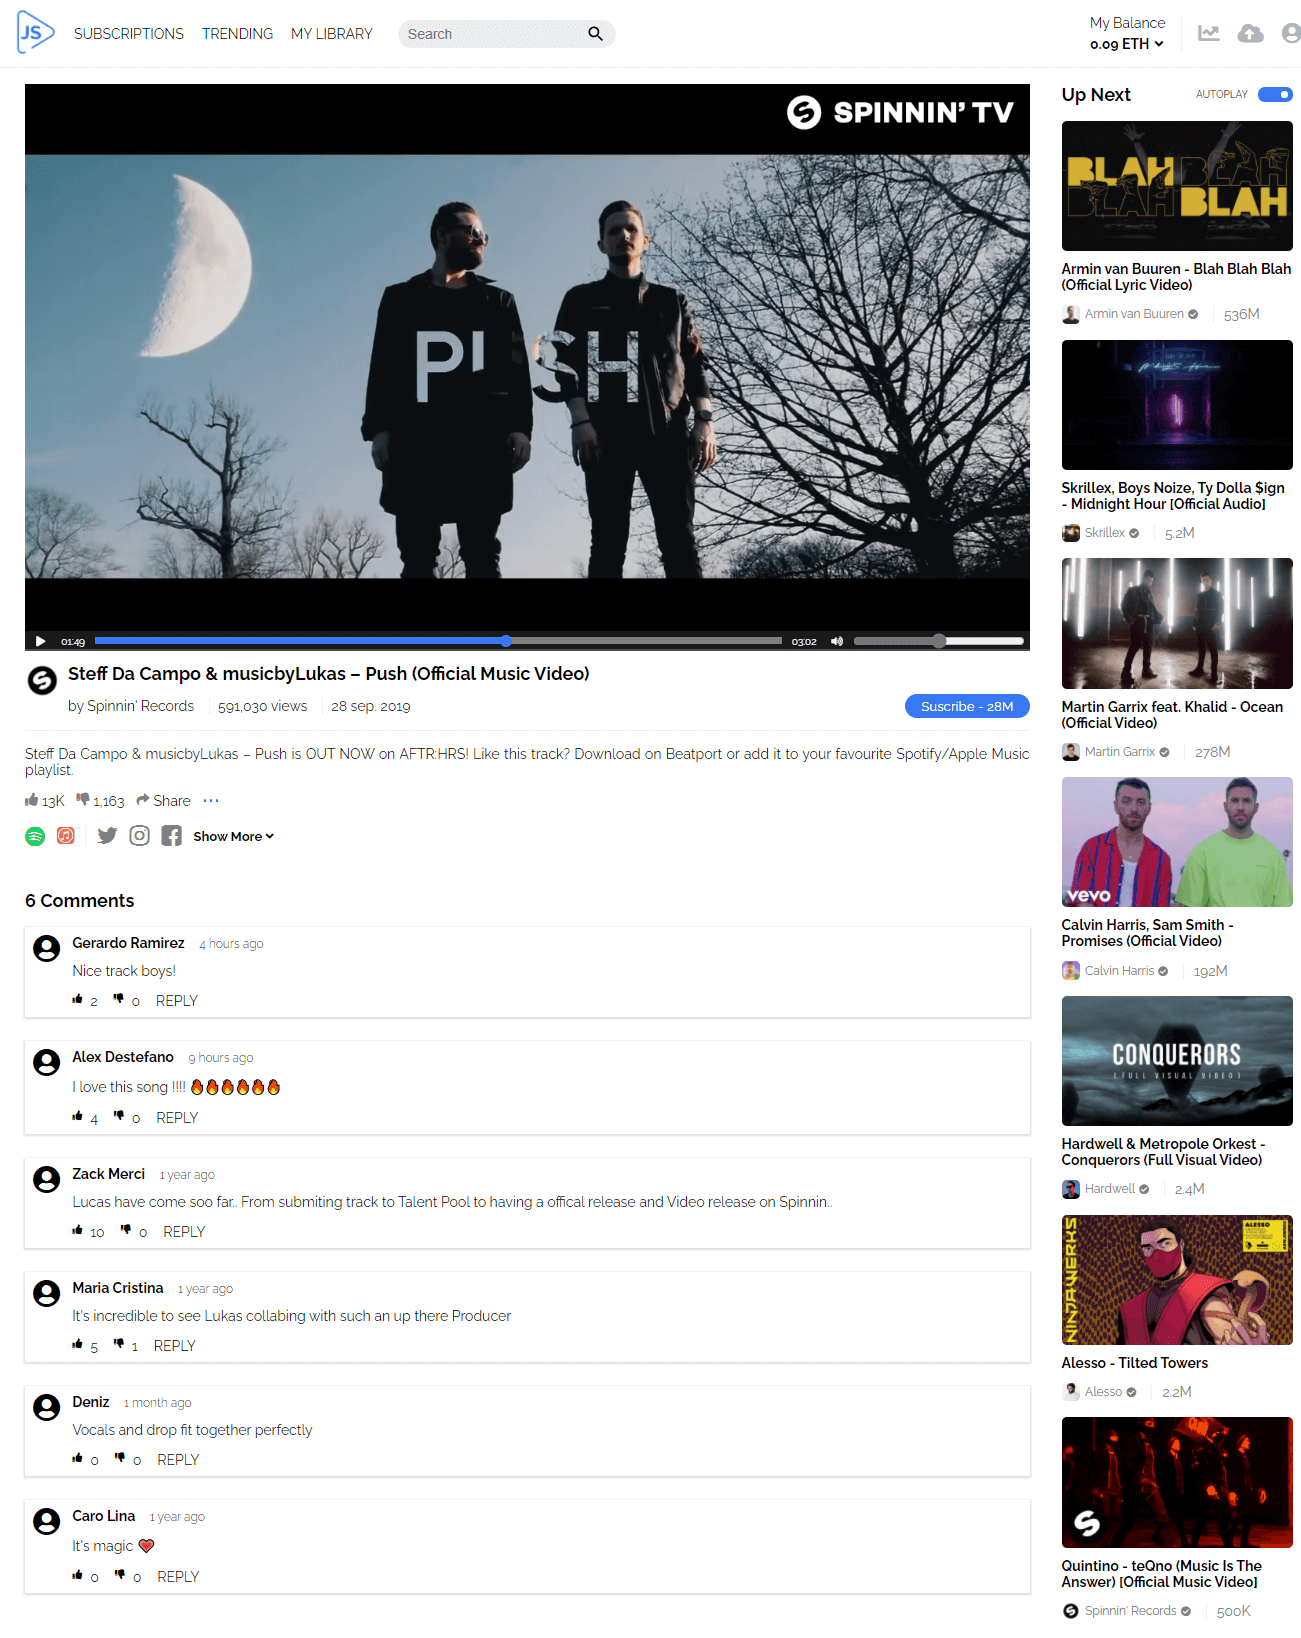 JS SUBSCRIPTIONS TRENDING MY LIBRARY Search
My Balance
0.09 ETH
SPINNIN' TV
PUSH
01:49 03:02
Steff Da Campo & musicbyLukas – Push (Official Music Video)
by Spinnin' Records 591,030 views 28 sep. 2019 Suscribe - 28M
Steff Da Campo & musicbyLukas – Push is OUT NOW on AFTR:HRS! Like this track? Download on Beatport or add it to your favourite Spotify/Apple Music
playlist.
13K 1,163 Share ...
Show More
6 Comments
Gerardo Ramirez 4 hours ago
Nice track boys!
2 0 REPLY
Alex Destefano 9 hours ago
I love this song !!!! 🔥🔥🔥🔥🔥🔥
4 0 REPLY
Zack Merci 1 year ago
Lucas have come soo far.. From submiting track to Talent Pool to having a offical release and Video release on Spinnin..
10 0 REPLY
Maria Cristina 1 year ago
It's incredible to see Lukas collabing with such an up there Producer
5 1 REPLY
Deniz 1 month ago
Vocals and drop fit together perfectly
0 0 REPLY
Caro Lina 1 year ago
It's magic ❤️
0 0 REPLY
Up Next AUTOPLAY
BLAH BLAH
BLAH BLAH
Armin van Buuren - Blah Blah Blah
(Official Lyric Video)
Armin van Buuren 536M
Midnight Hour
Skrillex, Boys Noize, Ty Dolla $ign
- Midnight Hour [Official Audio]
Skrillex 5.2M
Martin Garrix feat. Khalid - Ocean
(Official Video)
Martin Garrix 278M
vevo
Calvin Harris, Sam Smith -
Promises (Official Video)
Calvin Harris 192M
CONQUERORS
[FULL VISUAL VIDEO]
Hardwell & Metropole Orkest -
Conquerors (Full Visual Video)
Hardwell 2.4M
NINJAWERKS
ALESSO
TILTED
TOWERS
Alesso - Tilted Towers
Alesso 2.2M
Quintino - teQno (Music Is The
Answer) [Official Music Video]
Spinnin' Records 500K